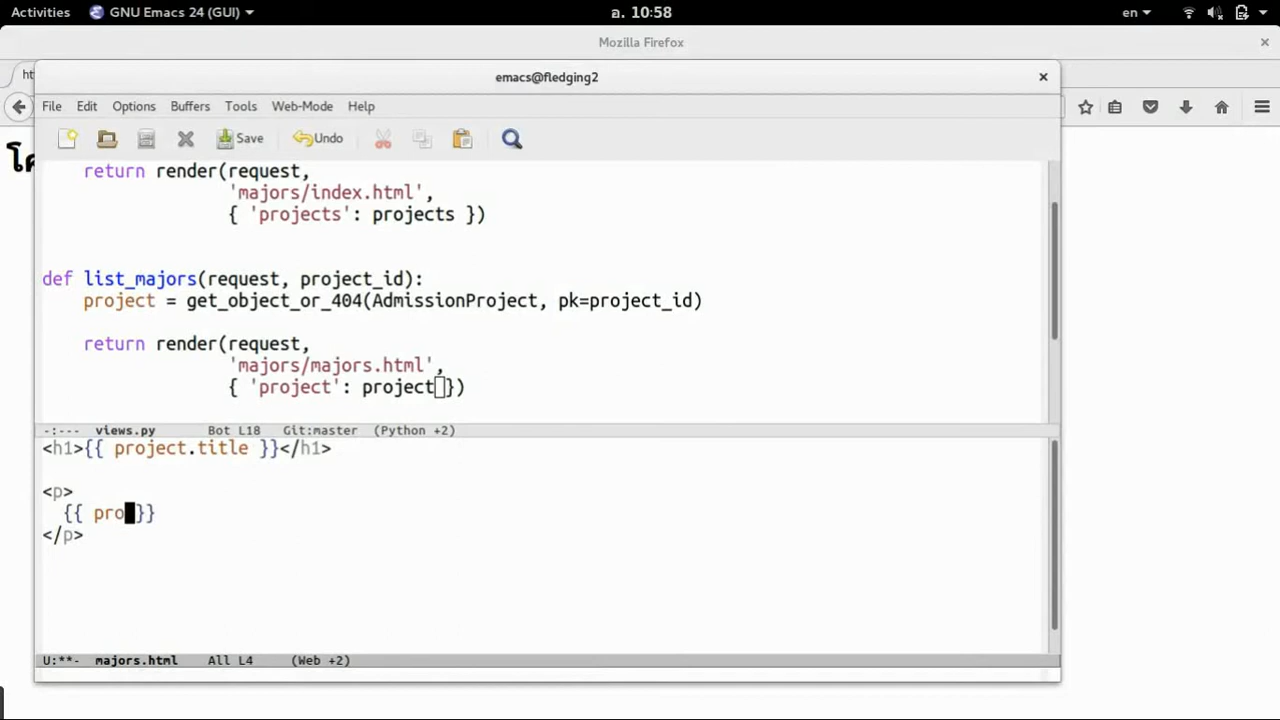 Activities GNU Emacs 24 (GUI) อ. 10:58 en
Mozilla Firefox
emacs@fledging2
File Edit Options Buffers Tools Web-Mode Help
Save Undo
return render(request,
'majors/index.html',
{ 'projects': projects })
def list_majors(request, project_id):
project = get_object_or_404(AdmissionProject, pk=project_id)
return render(request,
'majors/majors.html',
{ 'project': project })
-:--- views.py Bot L18 Git:master (Python +2)
<h1>{{ project.title }}</h1>
<p>
{{ pro }}
</p>
U:**- majors.html All L4 (Web +2)